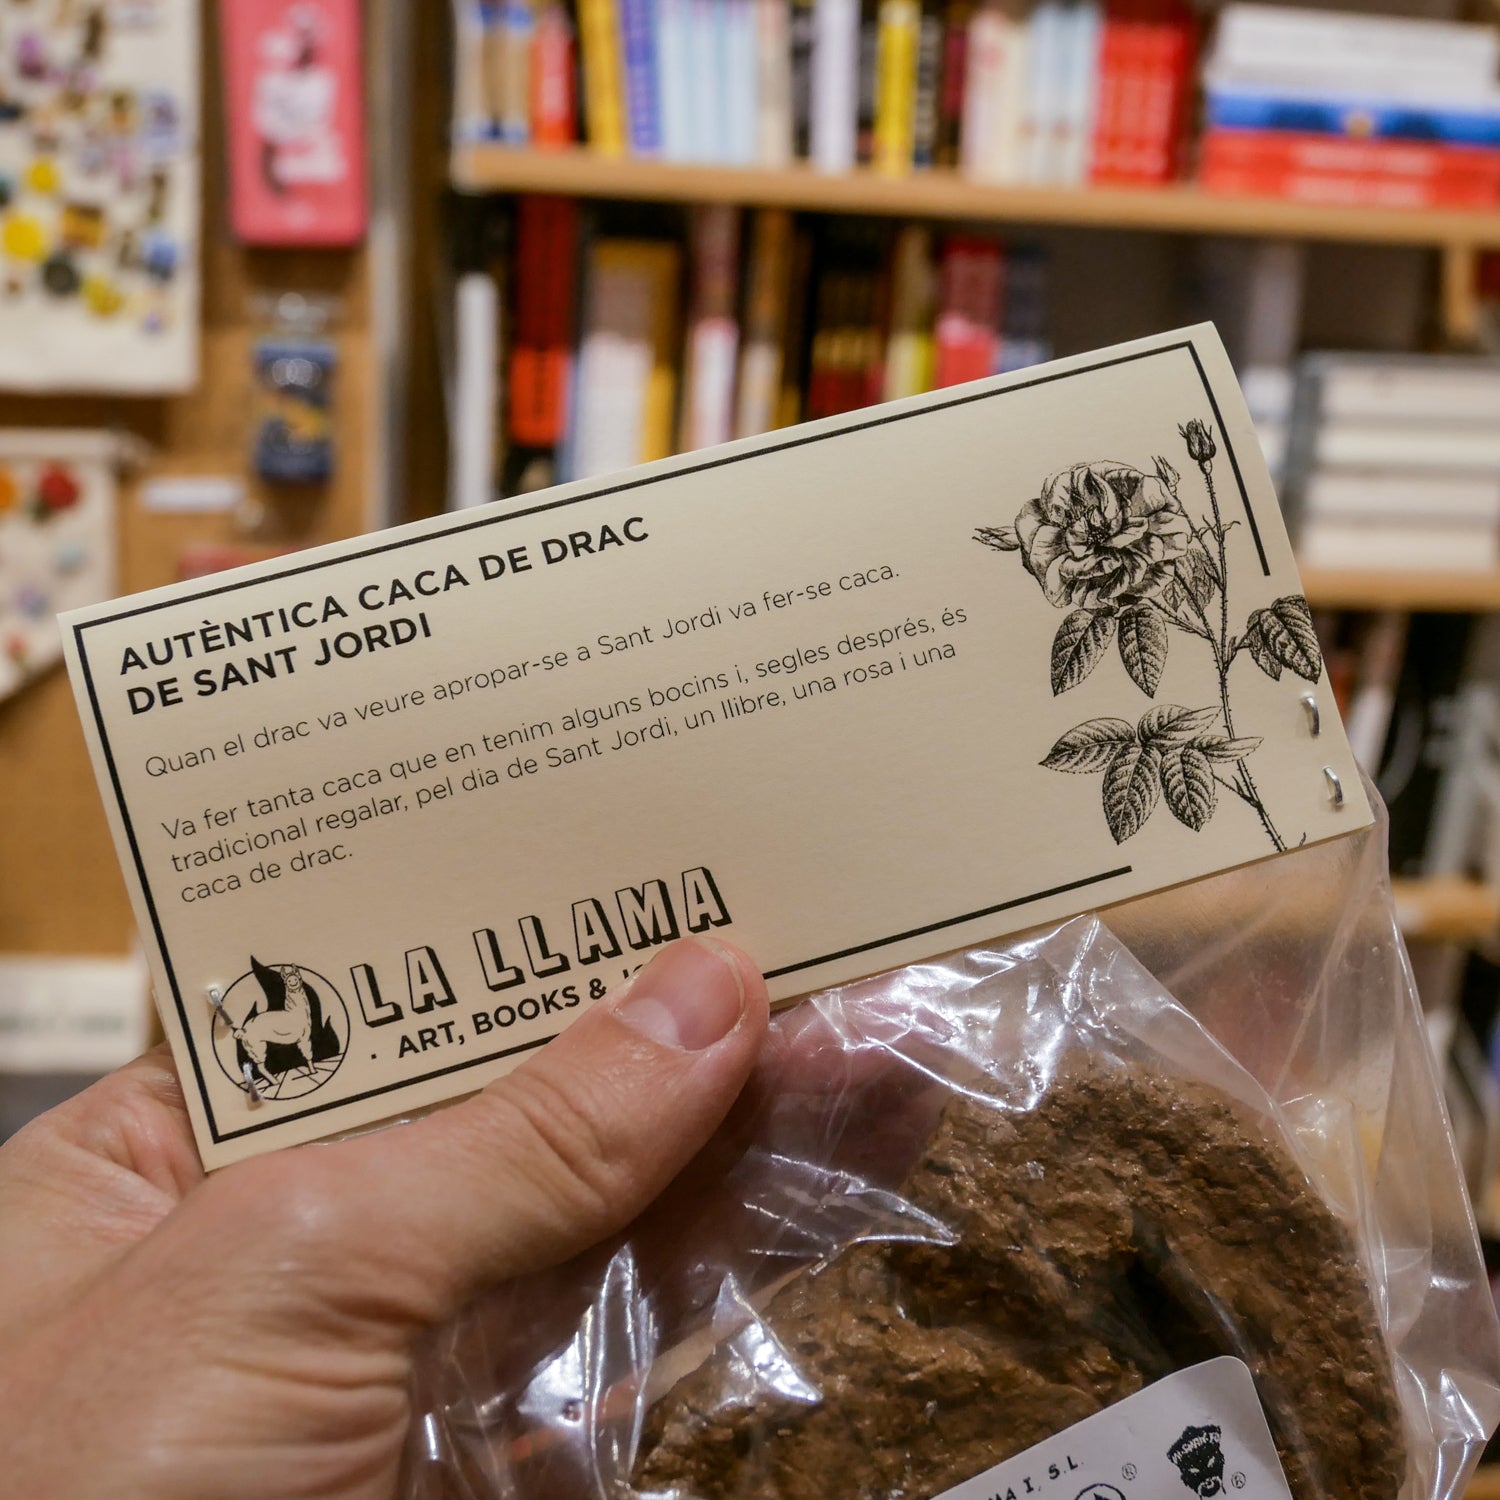 AUTÈNTICA CACA DE DRAC
DE SANT JORDI
Quan el drac va veure apropar-se a Sant Jordi va fer-se caca.
Va fer tanta caca que en tenim alguns bocins i, segles després, és
tradicional regalar, pel dia de Sant Jordi, un llibre, una rosa i una
caca de drac.
LA LLAMA
· ART, BOOKS &
I, S.L.
® ®